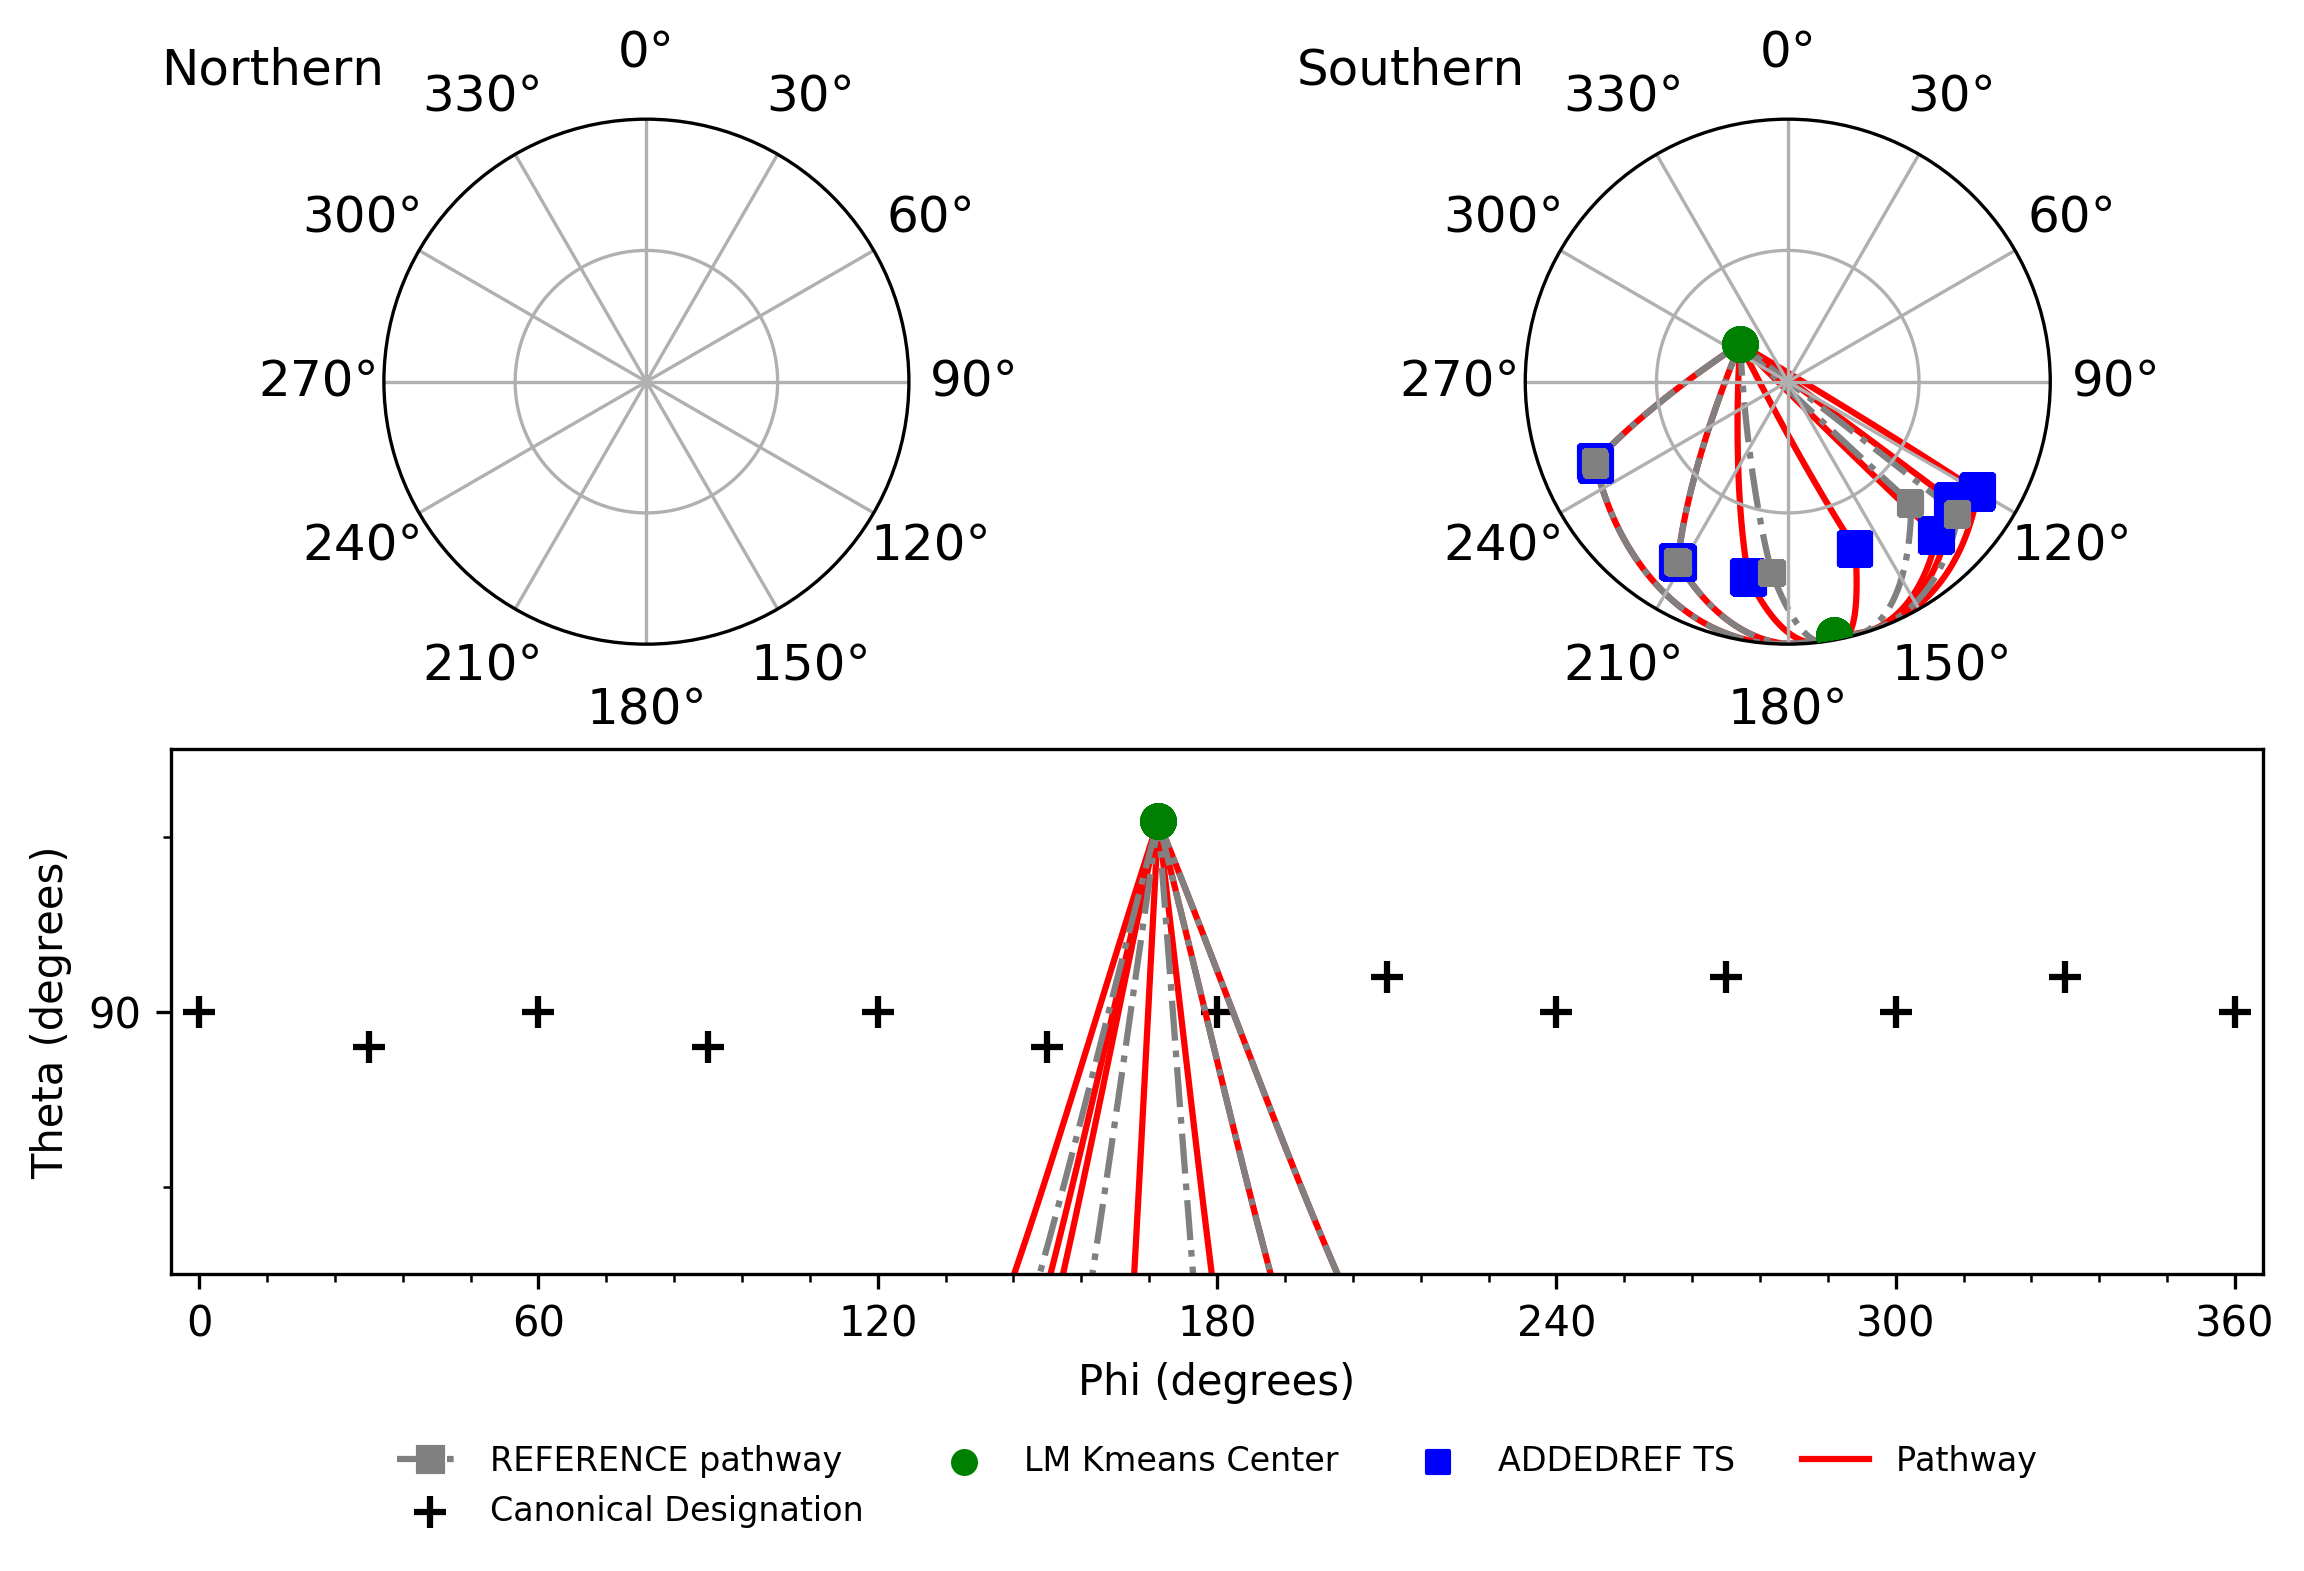 Northern
0°
330°
30°
300°
60°
270°
90°
240°
120°
210°
150°
180°
Southern
0°
330°
30°
300°
60°
270°
90°
240°
120°
210°
150°
180°
Theta (degrees)
90
0 60 120 180 240 300 360
Phi (degrees)
REFERENCE pathway
Canonical Designation
LM Kmeans Center
ADDEDREF TS
Pathway